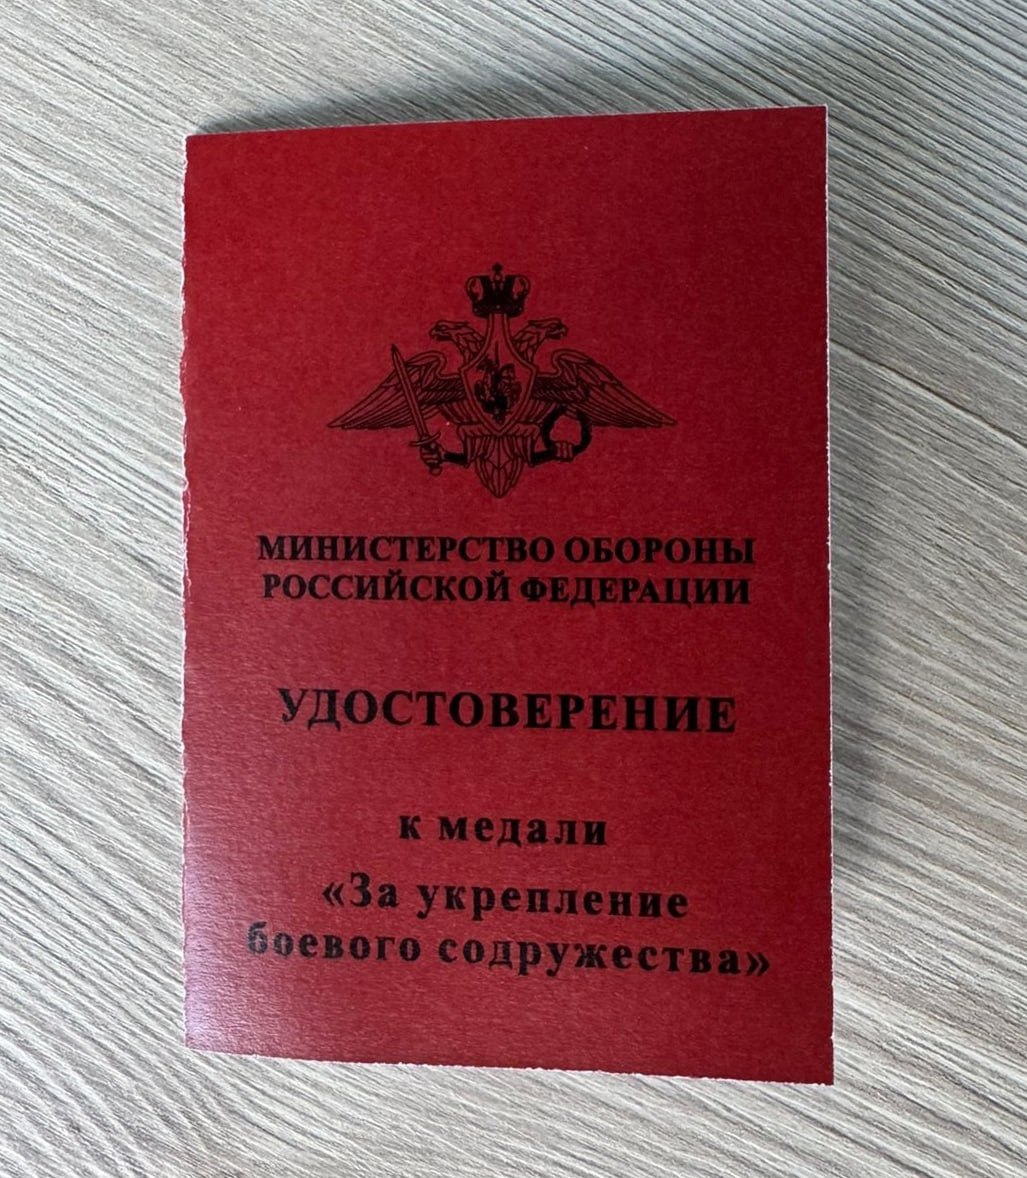 МИНИСТЕРСТВО ОБОРОНЫ
РОССИЙСКОЙ ФЕДЕРАЦИИ
УДОСТОВЕРЕНИЕ
к медали
«За укрепление
боевого содружества»